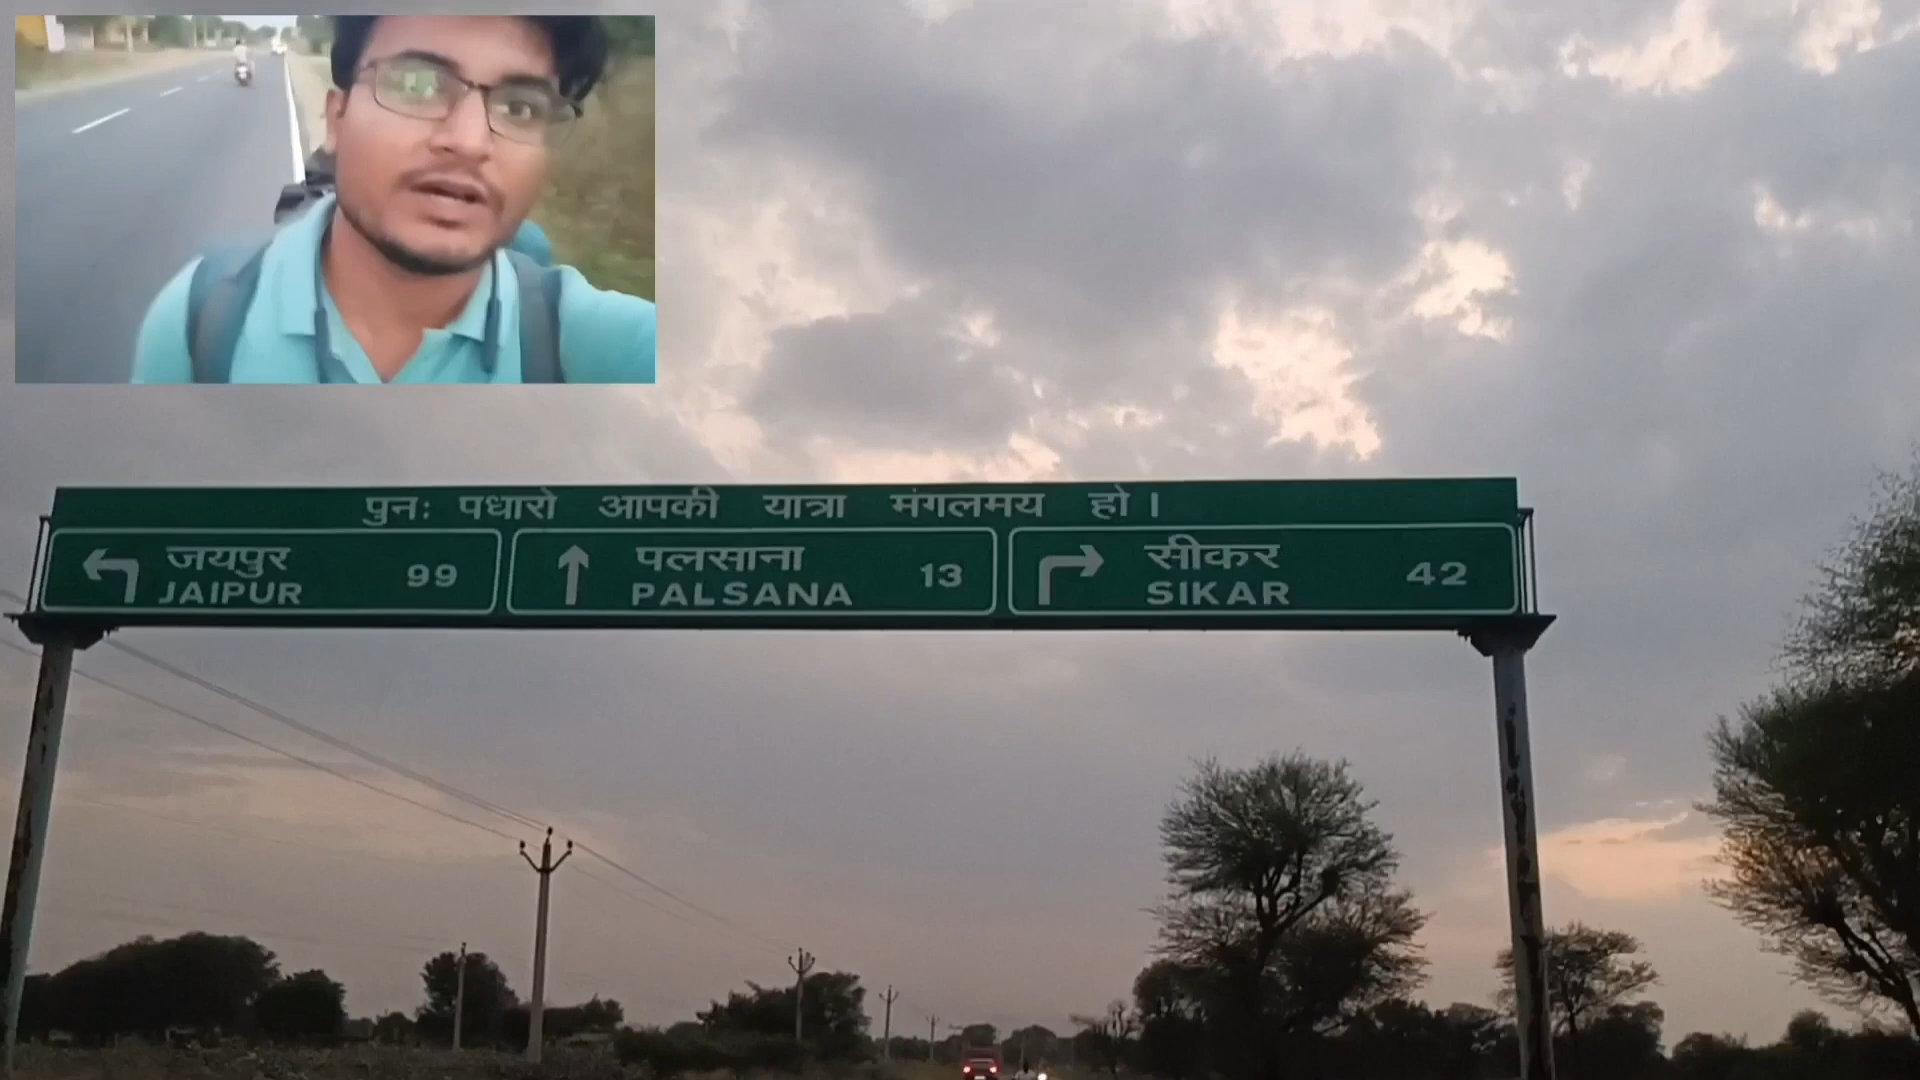 पुनः पधारो आपकी यात्रा मंगलमय हो।
जयपुर
JAIPUR 99
पलसाना
PALSANA 13
सीकर
SIKAR 42